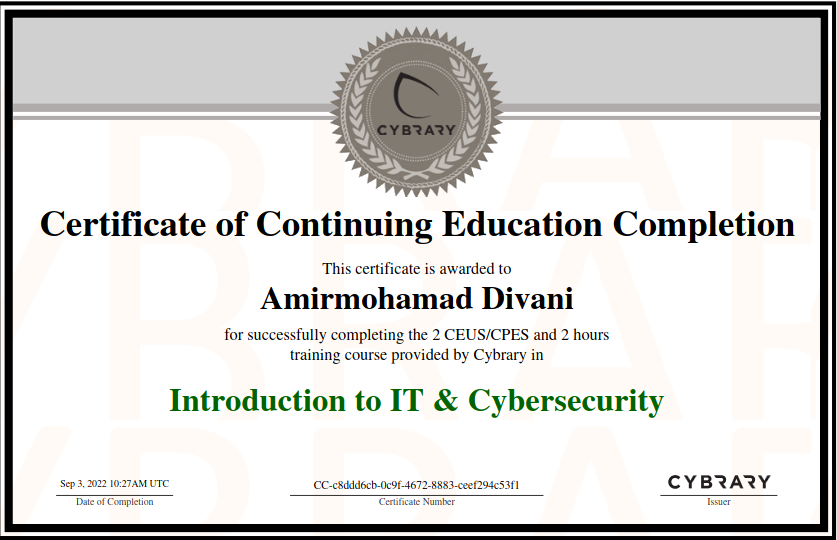 CYBRARY
Certificate of Continuing Education Completion
This certificate is awarded to
Amirmohamad Divani
for successfully completing the 2 CEUS/CPES and 2 hours
training course provided by Cybrary in
Introduction to IT & Cybersecurity
Sep 3, 2022 10:27AM UTC
Date of Completion
CC-c8ddd6cb-0c9f-4672-8883-ceef294c53f1
Certificate Number
CYBRARY
Issuer